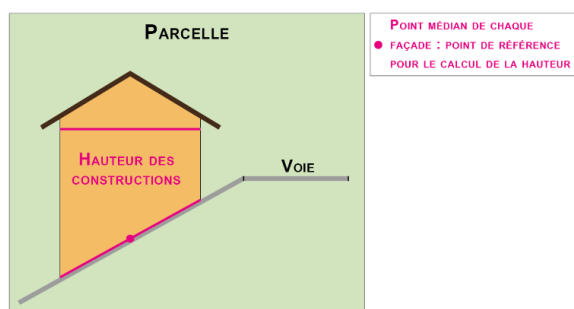 PARCELLE
HAUTEUR DES
CONSTRUCTIONS
VOIE
POINT MÉDIAN DE CHAQUE
FAÇADE : POINT DE RÉFÉRENCE
POUR LE CALCUL DE LA HAUTEUR